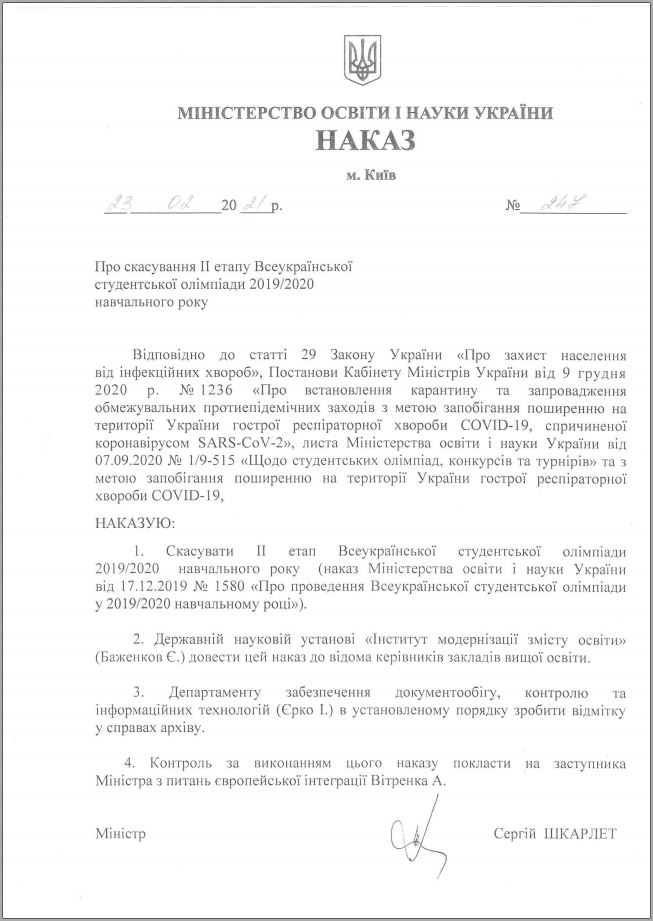 МІНІСТЕРСТВО ОСВІТИ І НАУКИ УКРАЇНИ
НАКАЗ
м. Київ
23 02 2021 р. № 247
Про скасування ІІ етапу Всеукраїнської
студентської олімпіади 2019/2020
навчального року
Відповідно до статті 29 Закону України «Про захист населення
від інфекційних хвороб», Постанови Кабінету Міністрів України від 9 грудня
2020 р. № 1236 «Про встановлення карантину та запровадження
обмежувальних протиепідемічних заходів з метою запобігання поширенню на
території України гострої респіраторної хвороби COVID-19, спричиненої
коронавірусом SARS-CoV-2», листа Міністерства освіти і науки України від
07.09.2020 № 1/9-515 «Щодо студентських олімпіад, конкурсів та турнірів» та з
метою запобігання поширенню на території України гострої респіраторної
хвороби COVID-19,
НАКАЗУЮ:
1. Скасувати ІІ етап Всеукраїнської студентської олімпіади
2019/2020 навчального року (наказ Міністерства освіти і науки України
від 17.12.2019 № 1580 «Про проведення Всеукраїнської студентської олімпіади
у 2019/2020 навчальному році»).
2. Державній науковій установі «Інститут модернізації змісту освіти»
(Баженков Є.) довести цей наказ до відома керівників закладів вищої освіти.
3. Департаменту забезпечення документообігу, контролю та
інформаційних технологій (Єрко І.) в установленому порядку зробити відмітку
у справах архіву.
4. Контроль за виконанням цього наказу покласти на заступника
Міністра з питань європейської інтеграції Вітренка А.
Міністр Сергій ШКАРЛЕТ